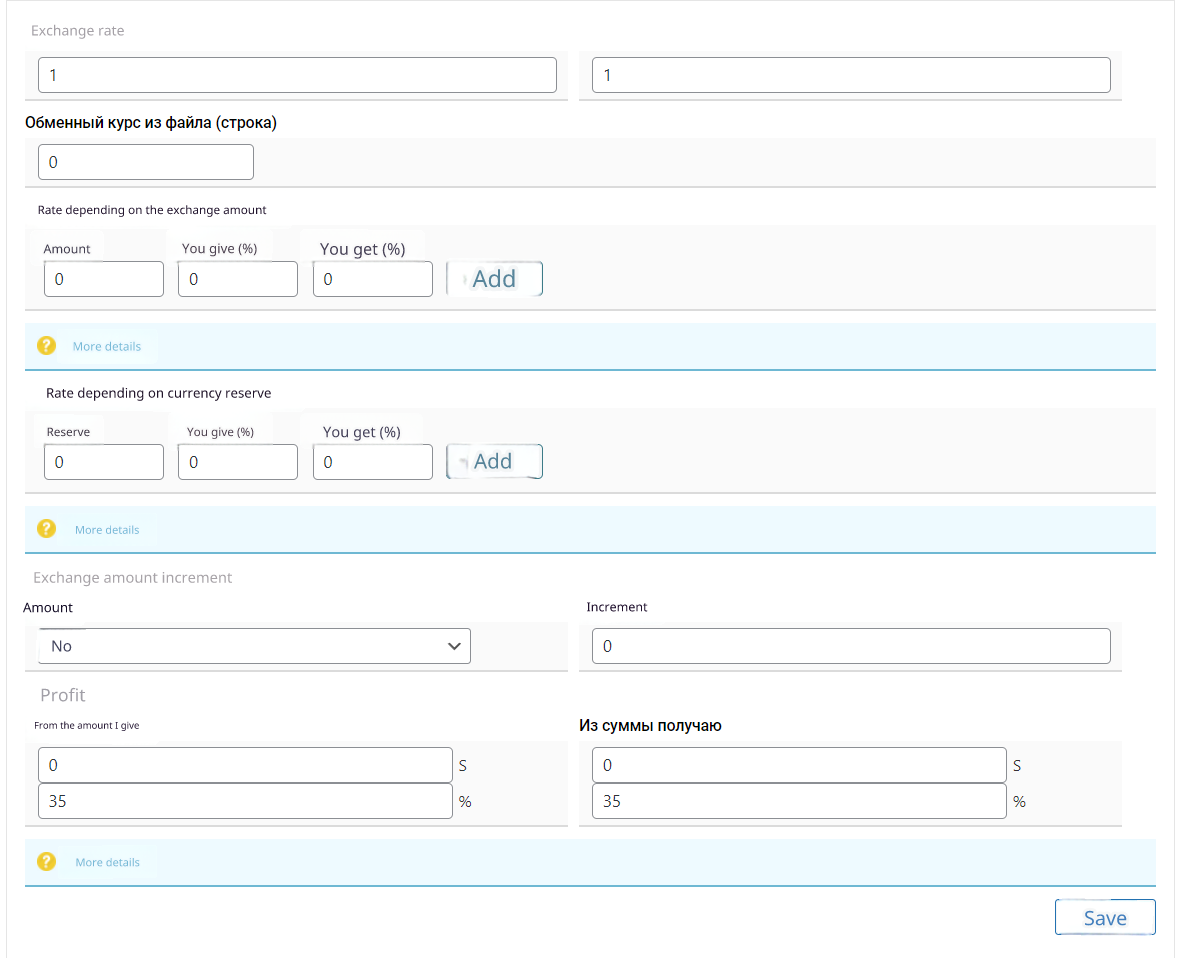 Exchange rate
1 1
Обменный курс из файла (строка)
0
Rate depending on the exchange amount
Amount You give (%) You get (%)
0 0 0 Add
? More details
Rate depending on currency reserve
Reserve You give (%) You get (%)
0 0 0 Add
? More details
Exchange amount increment
Amount Increment
No 0
Profit
From the amount I give Из суммы получаю
0 S 0 S
35 % 35 %
? More details
Save